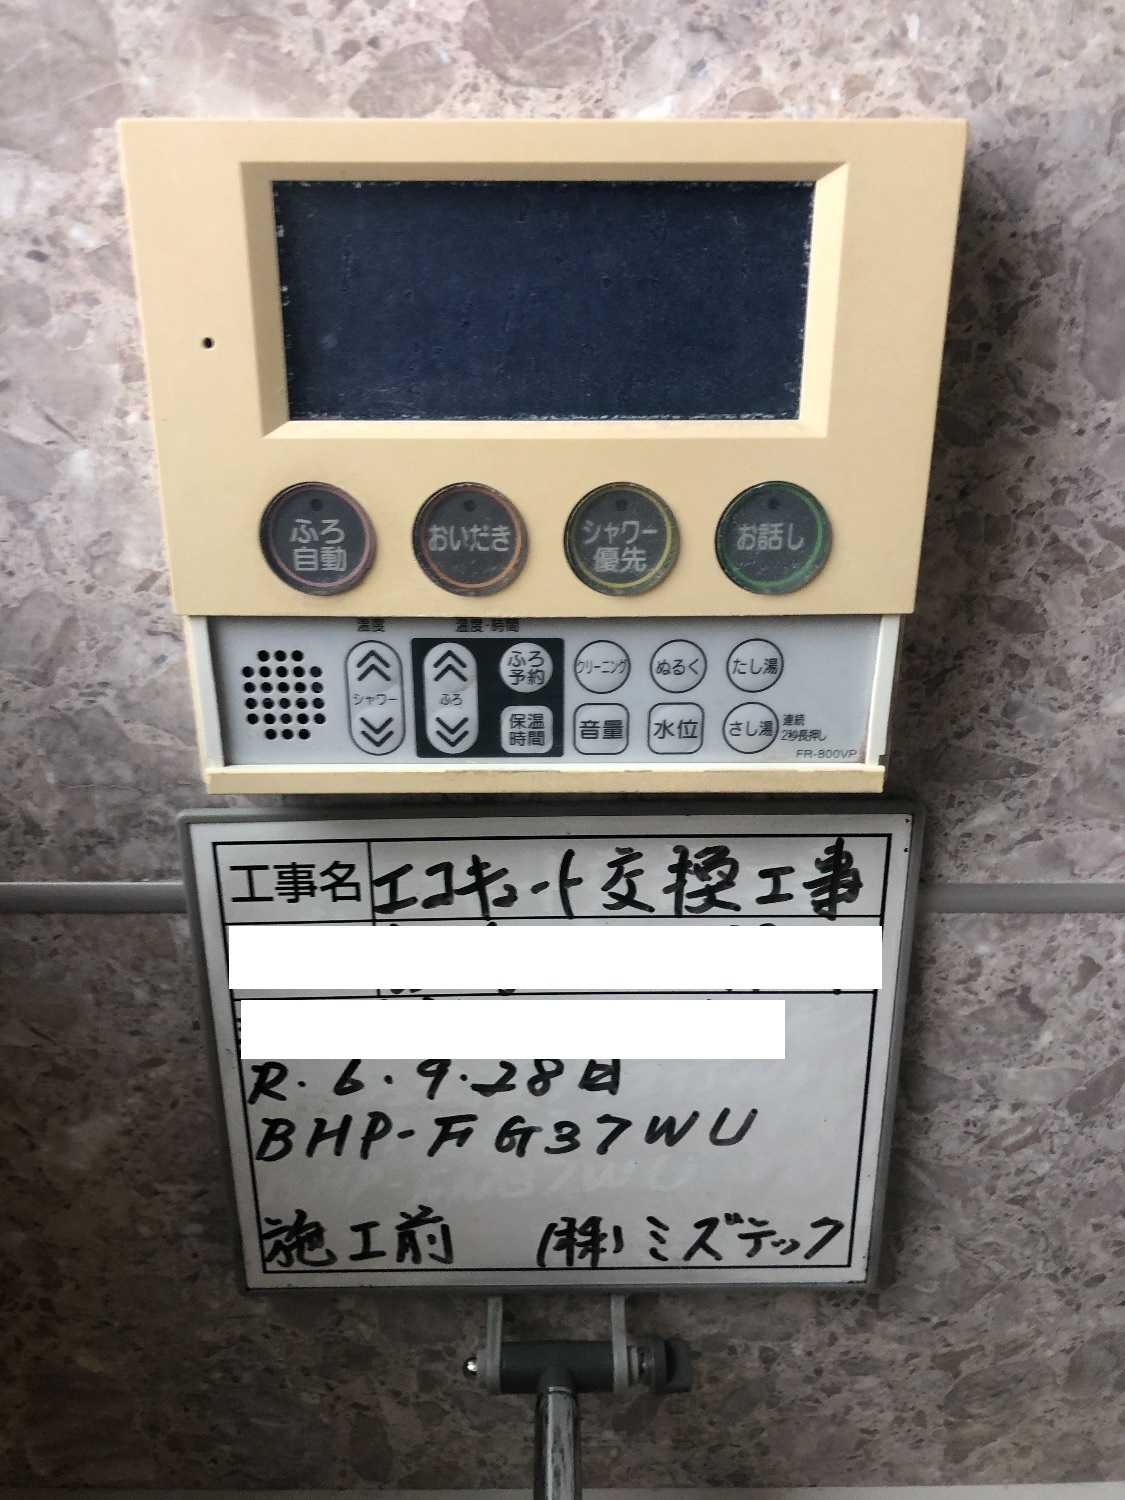 ふろ自動
おいだき
シャワー優先
お話し
温度
温度・時間
シャワー
ふろ
ふろ予約
クリーニング
ぬるく
たし湯
保温時間
音量
水位
さし湯
連続
2秒長押し
FR-800VP
工事名 エコキュート交換工事
R.6.9.28日
BHP-FG37WU
施工前 (株)ミズテック